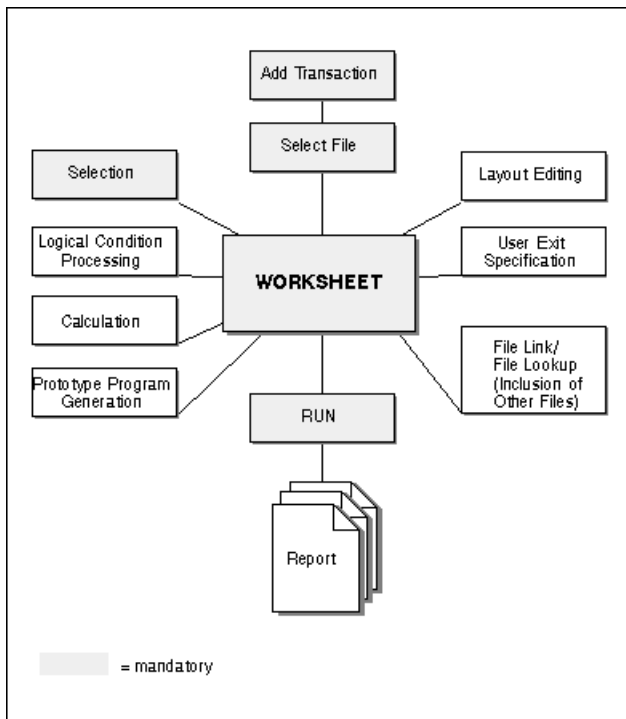 Add Transaction
Select File
Selection
Layout Editing
Logical Condition
Processing
User Exit
Specification
WORKSHEET
Calculation
File Link/
File Lookup
(Inclusion of
Other Files)
Prototype Program
Generation
RUN
Report
= mandatory